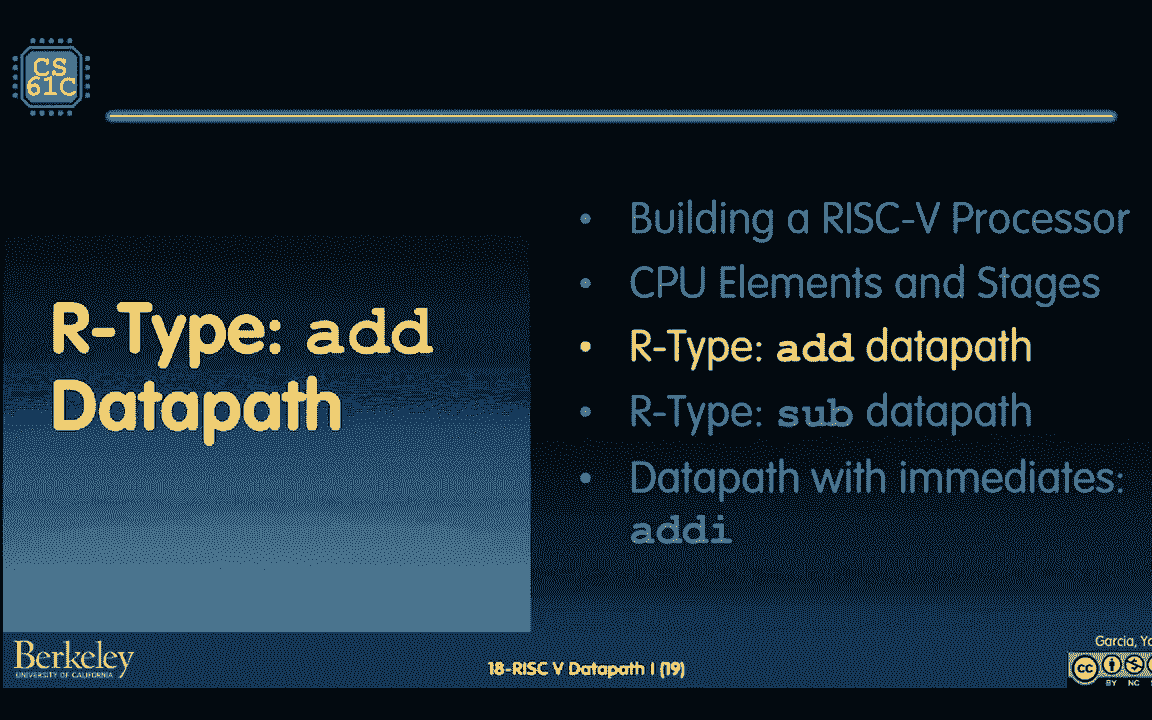 CS
61C
R-Type: add
Datapath
• Building a RISC-V Processor
• CPU Elements and Stages
• R-Type: add datapath
• R-Type: sub datapath
• Datapath with immediates:
addi
Berkeley
UNIVERSITY OF CALIFORNIA
18-RISC V Datapath I (19)
Garcia,
cc
BY NC